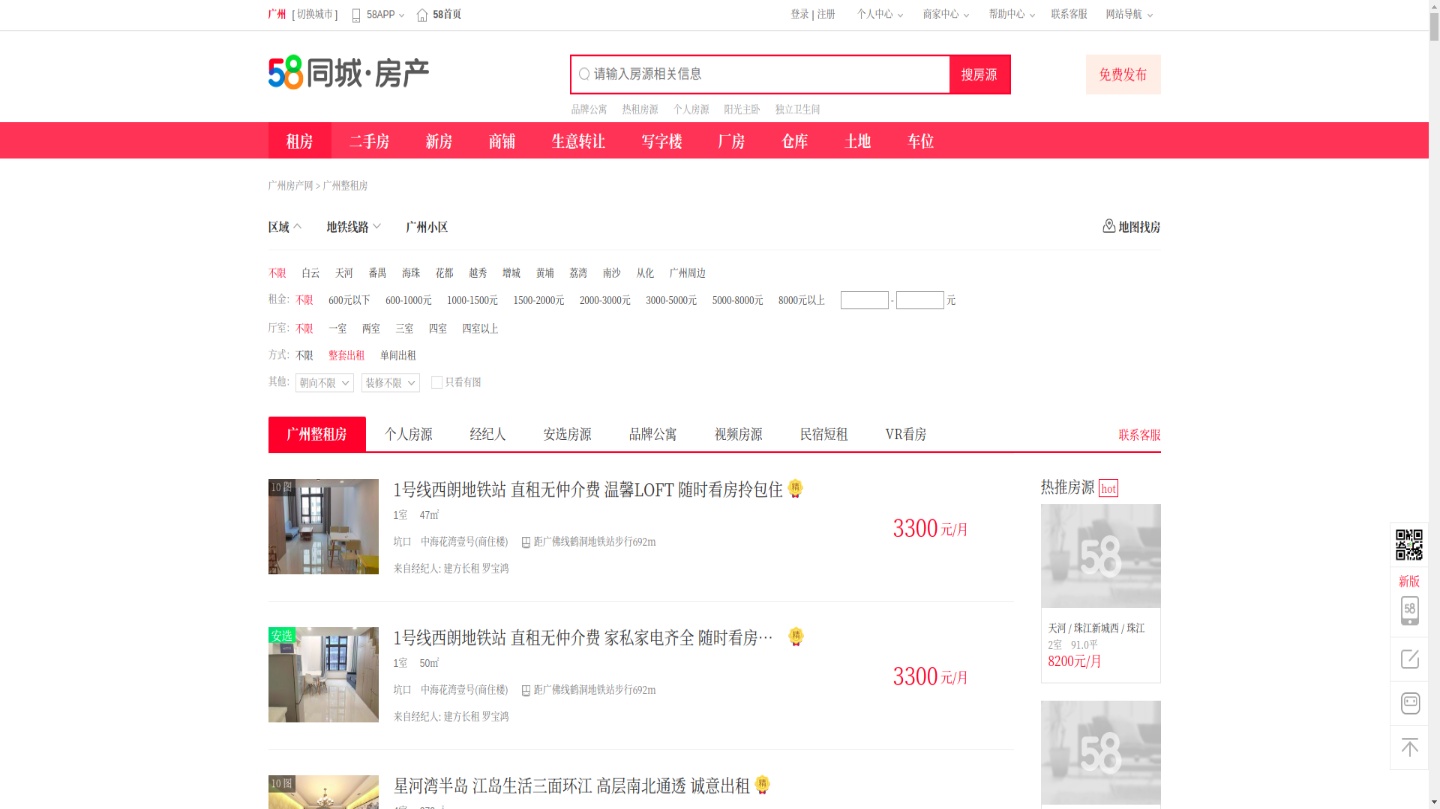 广州 [ 切换城市 ] 58APP 58首页 登录 | 注册 个人中心 商家中心 帮助中心 联系客服 网站导航
58同城·房产 请输入房源相关信息 搜房源 免费发布
品牌公寓 热租房源 个人房源 阳光主卧 独立卫生间
租房 二手房 新房 商铺 生意转让 写字楼 厂房 仓库 土地 车位
广州房产网 > 广州整租房
区域 地铁线路 广州小区 地图找房
不限 白云 天河 番禺 海珠 花都 越秀 增城 黄埔 荔湾 南沙 从化 广州周边
租金: 不限 600元以下 600-1000元 1000-1500元 1500-2000元 2000-3000元 3000-5000元 5000-8000元 8000元以上 - 元
厅室: 不限 一室 两室 三室 四室 四室以上
方式: 不限 整套出租 单间出租
其他: 朝向不限 装修不限 只看有图
广州整租房 个人房源 经纪人 安选房源 品牌公寓 视频房源 民宿短租 VR看房 联系客服
10 图
1号线西朗地铁站 直租无仲介费 温馨LOFT 随时看房拎包住 精
1室 47㎡
坑口 中海花湾壹号(商住楼) 距广佛线鹤洞地铁站步行692m
来自经纪人: 建方长租 罗宝鸿
3300 元/月
安选
1号线西朗地铁站 直租无仲介费 家私家电齐全 随时看房… 精
1室 50㎡
坑口 中海花湾壹号(商住楼) 距广佛线鹤洞地铁站步行692m
来自经纪人: 建方长租 罗宝鸿
3300 元/月
10 图
星河湾半岛 江岛生活三面环江 高层南北通透 诚意出租 精
热推房源 hot
58
天河 / 珠江新城西 / 珠江
2室 91.0平
8200元/月
58
新版
58